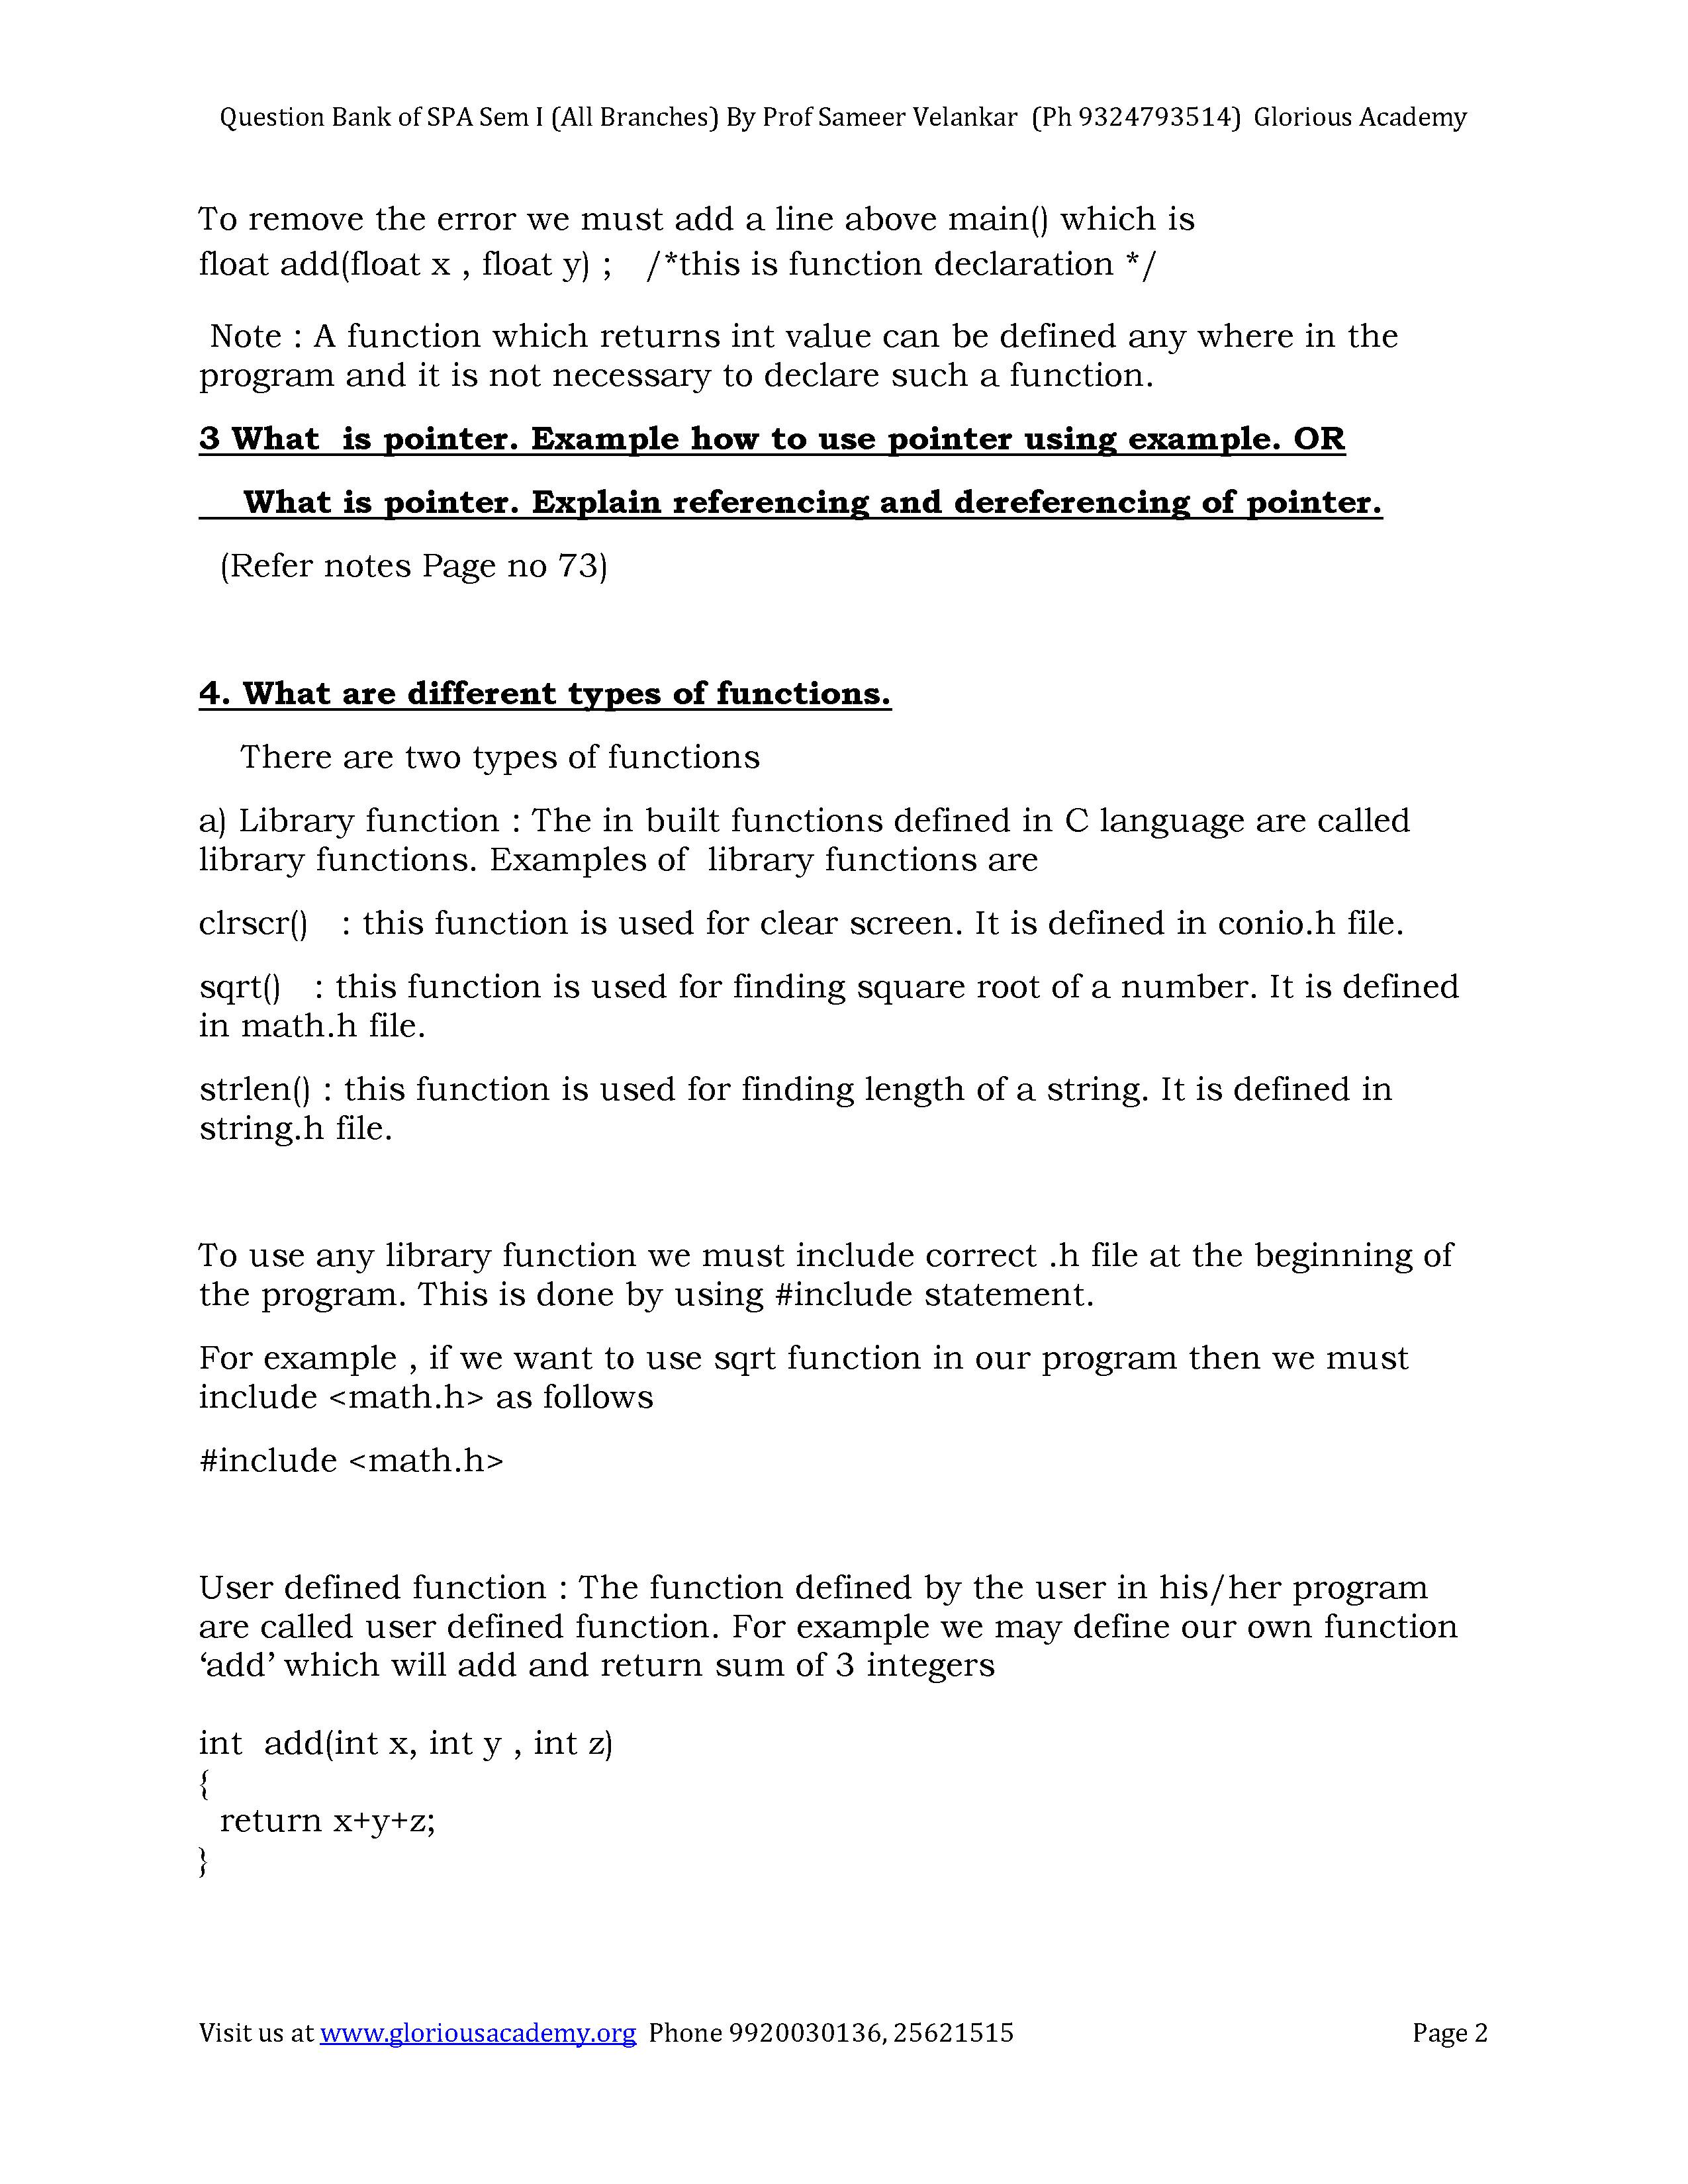 Question Bank of SPA Sem I (All Branches) By Prof Sameer Velankar  (Ph 9324793514)  Glorious Academy
To remove the error we must add a line above main() which is
float add(float x , float y) ;   /*this is function declaration */
Note : A function which returns int value can be defined any where in the
program and it is not necessary to declare such a function.
3 What  is pointer. Example how to use pointer using example. OR
What is pointer. Explain referencing and dereferencing of pointer.
(Refer notes Page no 73)
4. What are different types of functions.
There are two types of functions
a) Library function : The in built functions defined in C language are called
library functions. Examples of  library functions are
clrscr()   : this function is used for clear screen. It is defined in conio.h file.
sqrt()   : this function is used for finding square root of a number. It is defined
in math.h file.
strlen() : this function is used for finding length of a string. It is defined in
string.h file.
To use any library function we must include correct .h file at the beginning of
the program. This is done by using #include statement.
For example , if we want to use sqrt function in our program then we must
include <math.h> as follows
#include <math.h>
User defined function : The function defined by the user in his/her program
are called user defined function. For example we may define our own function
‘add’ which will add and return sum of 3 integers
int  add(int x, int y , int z)
{
return x+y+z;
}
Visit us at www.gloriousacademy.org  Phone 9920030136, 25621515 Page 2